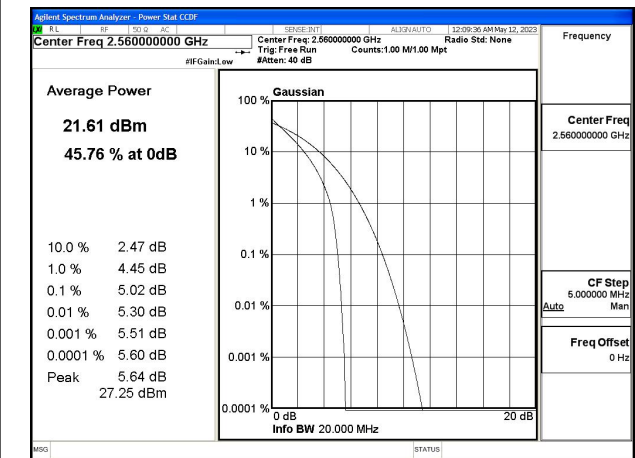 Agilent Spectrum Analyzer - Power Stat CCDF
LXI RL RF 50 Ω AC SENSE:INT ALIGN AUTO 12:09:36 AM May 12, 2023
Center Freq 2.560000000 GHz
Center Freq: 2.560000000 GHz Radio Std: None
Trig: Free Run Counts:1.00 M/1.00 Mpt
#IFGain:Low #Atten: 40 dB
Frequency
Average Power
21.61 dBm
45.76 % at 0dB
10.0 % 2.47 dB
1.0 % 4.45 dB
0.1 % 5.02 dB
0.01 % 5.30 dB
0.001 % 5.51 dB
0.0001 % 5.60 dB
Peak 5.64 dB
27.25 dBm
Gaussian
100 %
10 %
1 %
0.1 %
0.01 %
0.001 %
0.0001 %
0 dB 20 dB
Info BW 20.000 MHz
Center Freq
2.560000000 GHz
CF Step
5.000000 MHz
Auto Man
Freq Offset
0 Hz
MSG STATUS